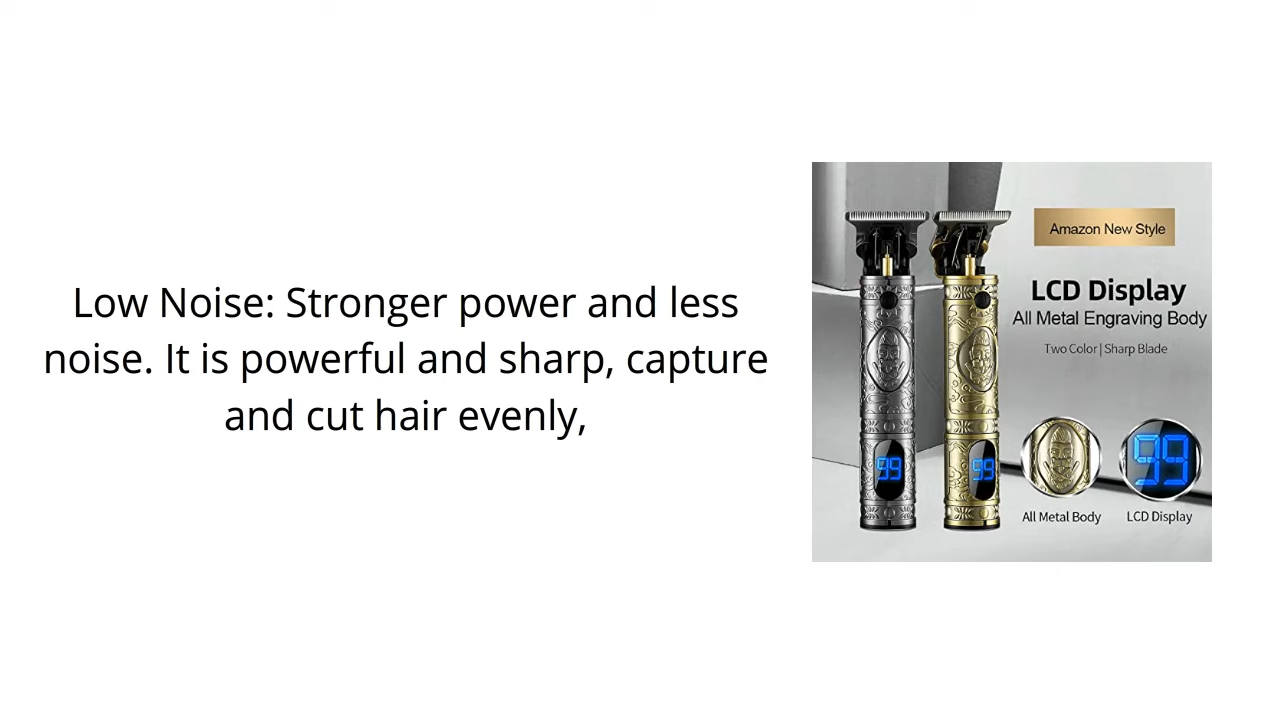 Low Noise: Stronger power and less
noise. It is powerful and sharp, capture
and cut hair evenly,
Amazon New Style
LCD Display
All Metal Engraving Body
Two Color|Sharp Blade
99
99
99
All Metal Body
LCD Display